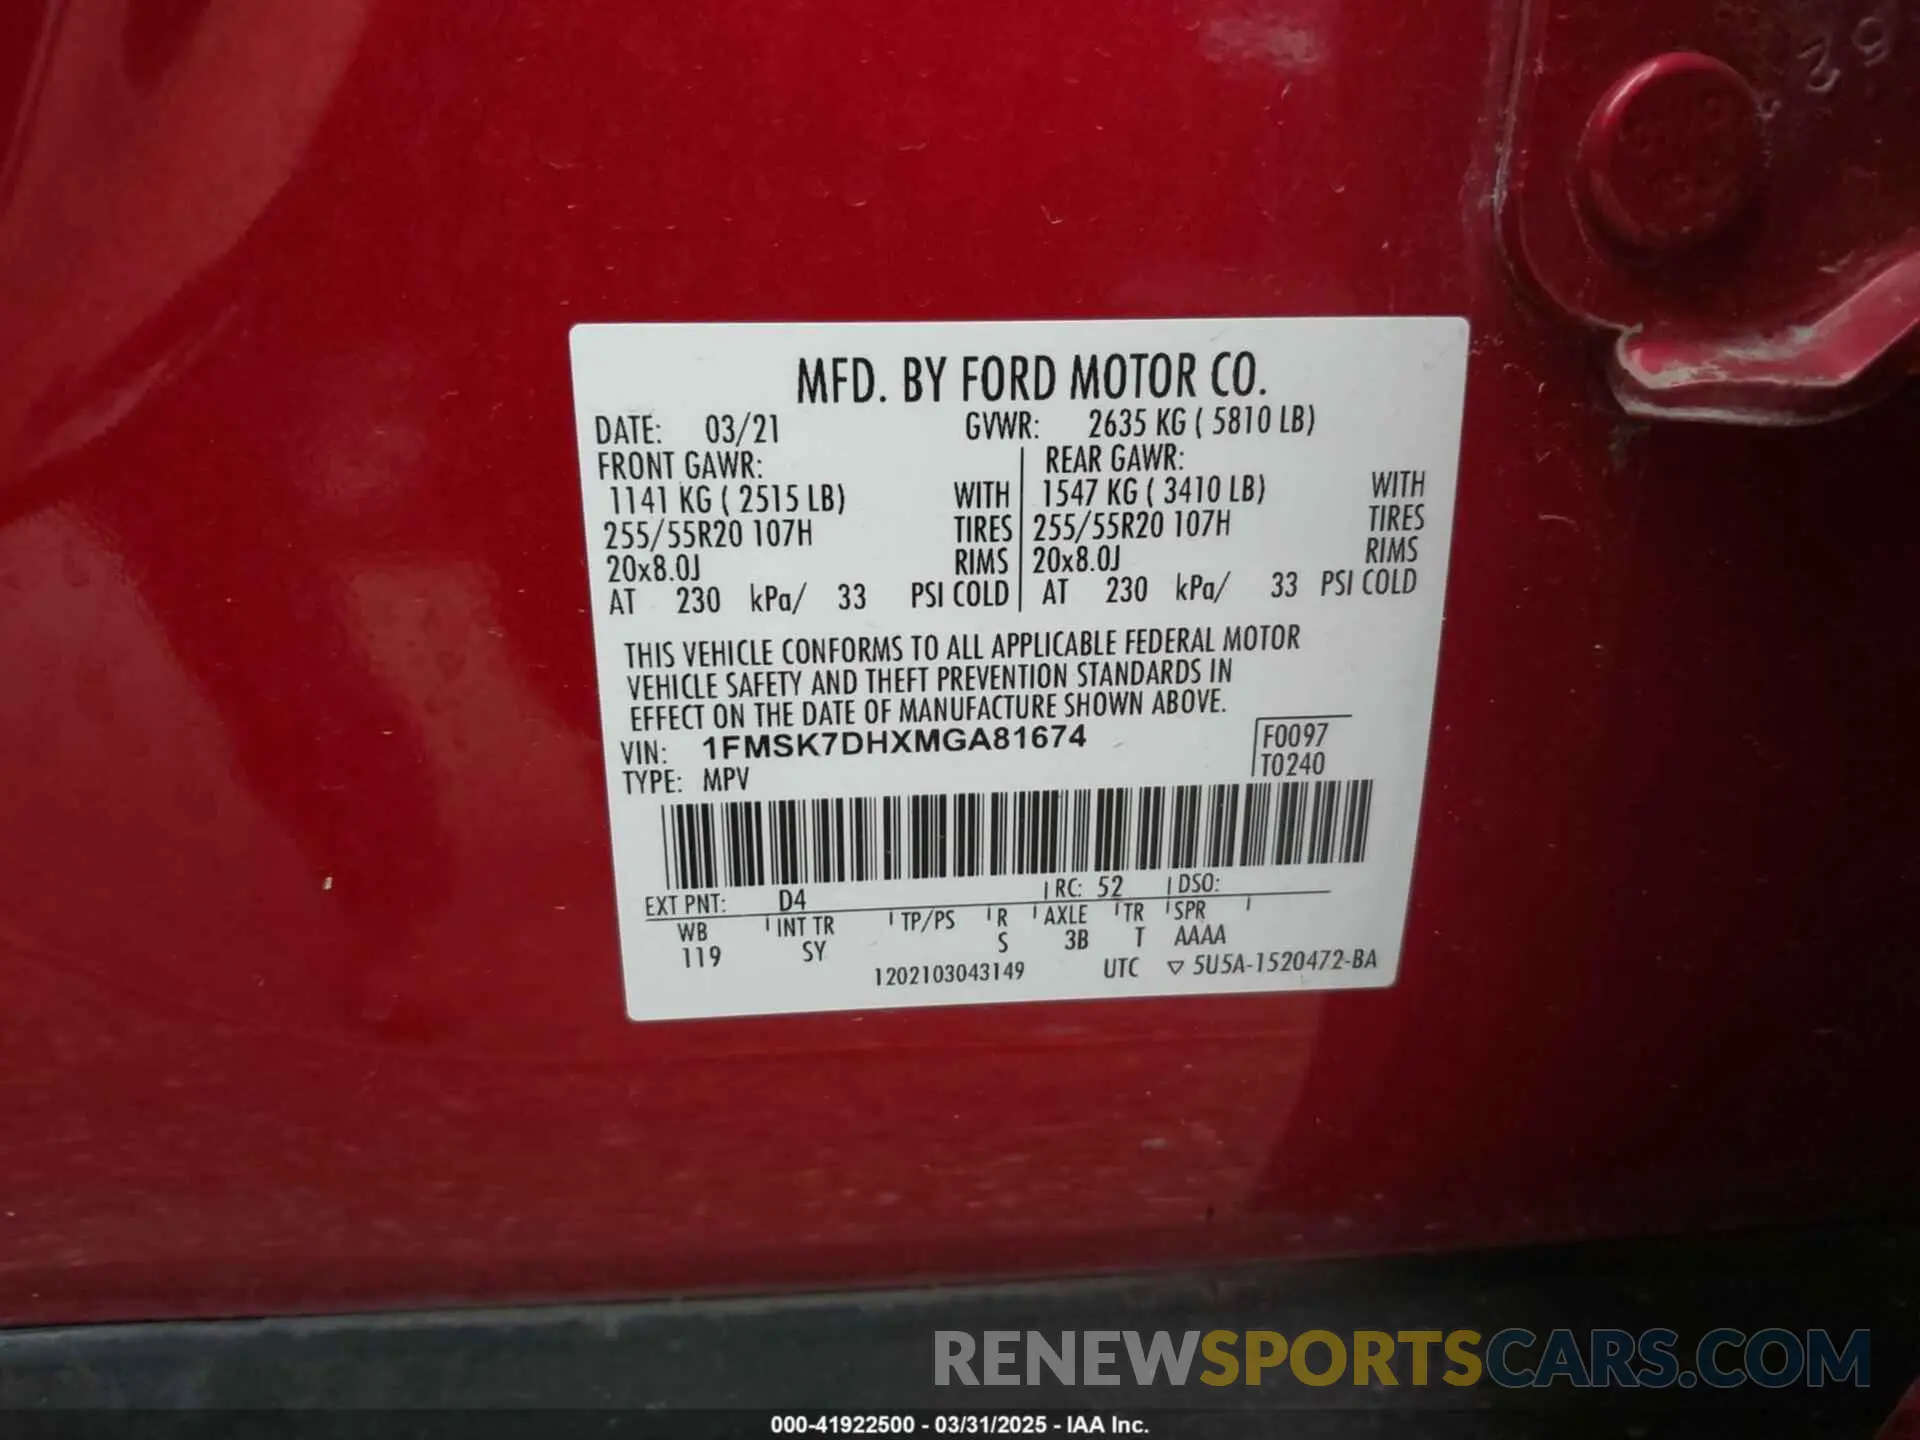 52
MFD. BY FORD MOTOR CO.
DATE: 03/21 GVWR: 2635 KG ( 5810 LB)
FRONT GAWR: REAR GAWR:
1141 KG ( 2515 LB) WITH 1547 KG ( 3410 LB) WITH
255/55R20 107H TIRES 255/55R20 107H TIRES
20x8.0J RIMS 20x8.0J RIMS
AT 230 kPa/ 33 PSI COLD AT 230 kPa/ 33 PSI COLD
THIS VEHICLE CONFORMS TO ALL APPLICABLE FEDERAL MOTOR
VEHICLE SAFETY AND THEFT PREVENTION STANDARDS IN
EFFECT ON THE DATE OF MANUFACTURE SHOWN ABOVE.
VIN: 1FMSK7DHXMGA81674 F0097
TYPE: MPV T0240
EXT PNT: D4 RC: 52 DSO:
WB INT TR TP/PS R AXLE TR SPR
119 SY S 3B T AAAA
1202103043149 UTC ▽ 5U5A-1520472-BA
RENEWSPORTSCARS.COM
000-41922500 - 03/31/2025 - IAA Inc.